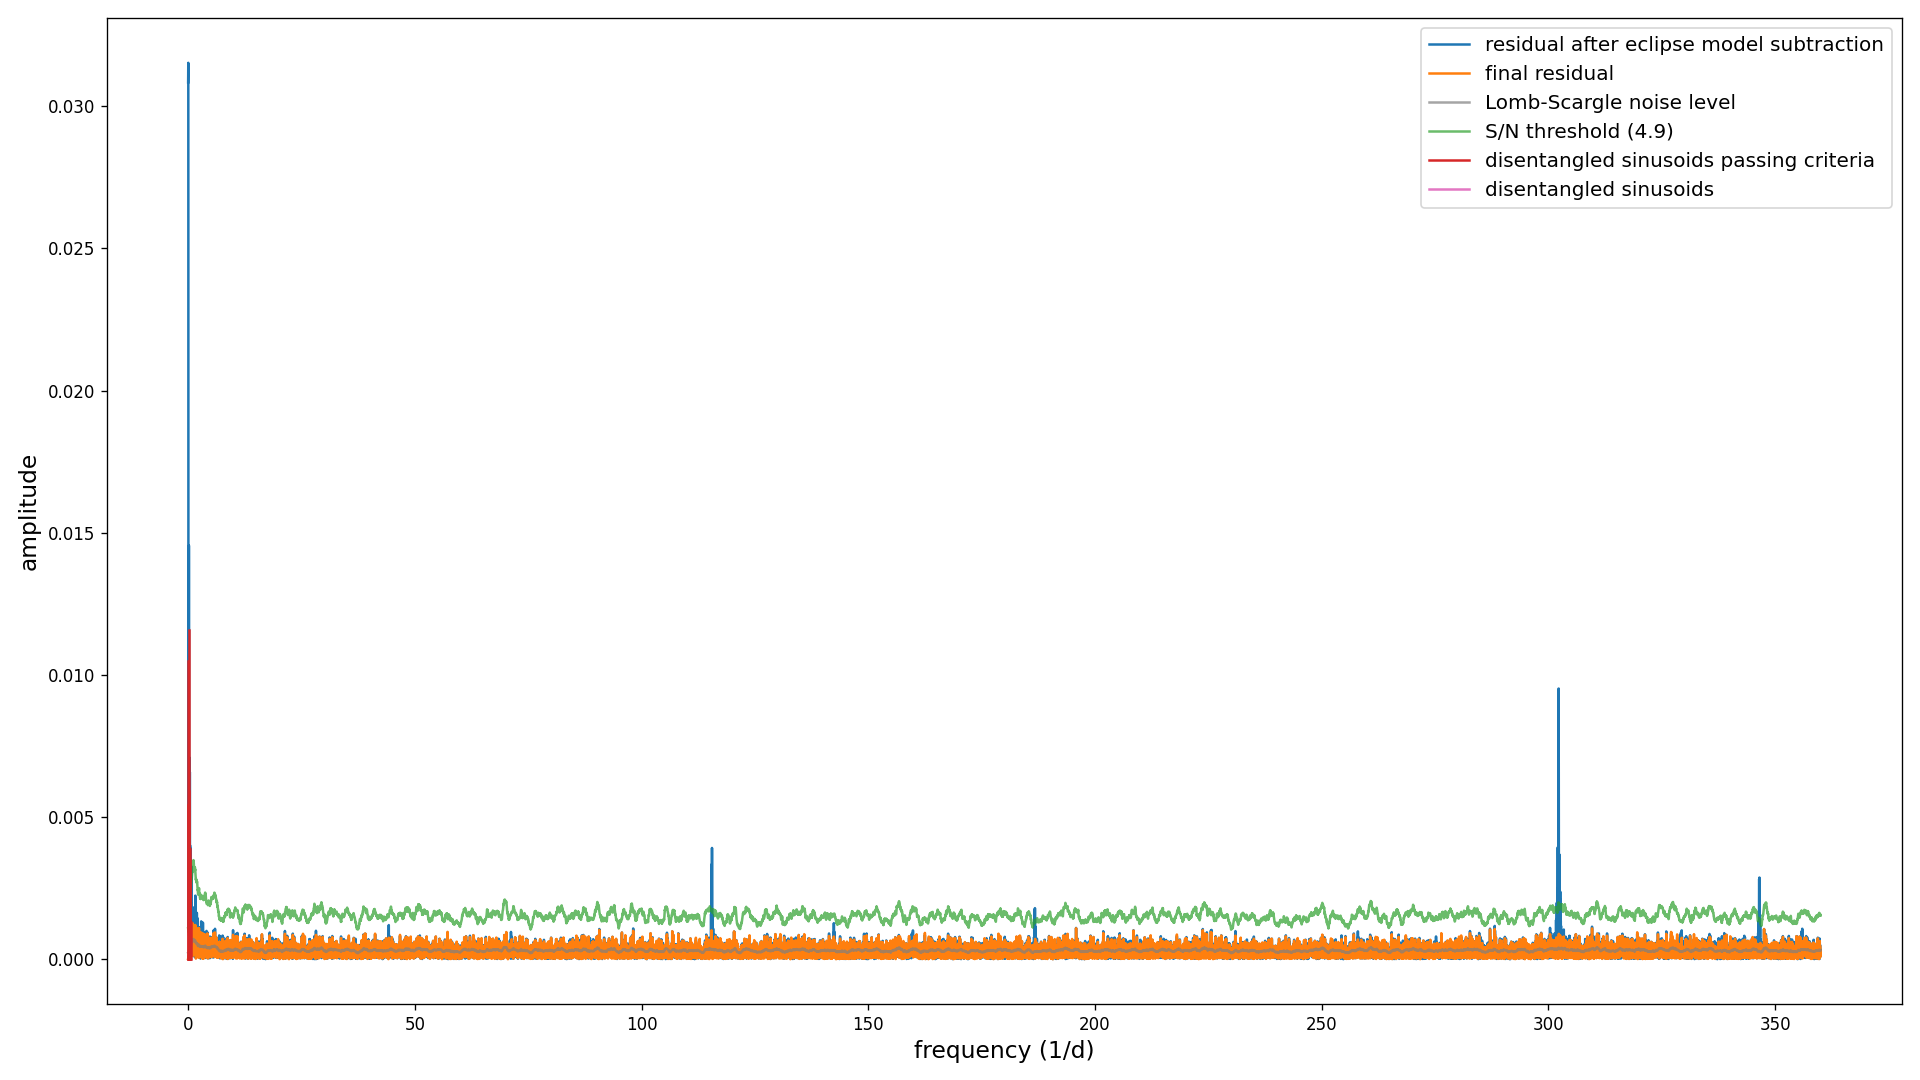 residual after eclipse model subtraction
final residual
Lomb-Scargle noise level
S/N threshold (4.9)
disentangled sinusoids passing criteria
disentangled sinusoids
0.030
0.025
0.020
0.015
0.010
0.005
0.000
amplitude
0 50 100 150 200 250 300 350
frequency (1/d)